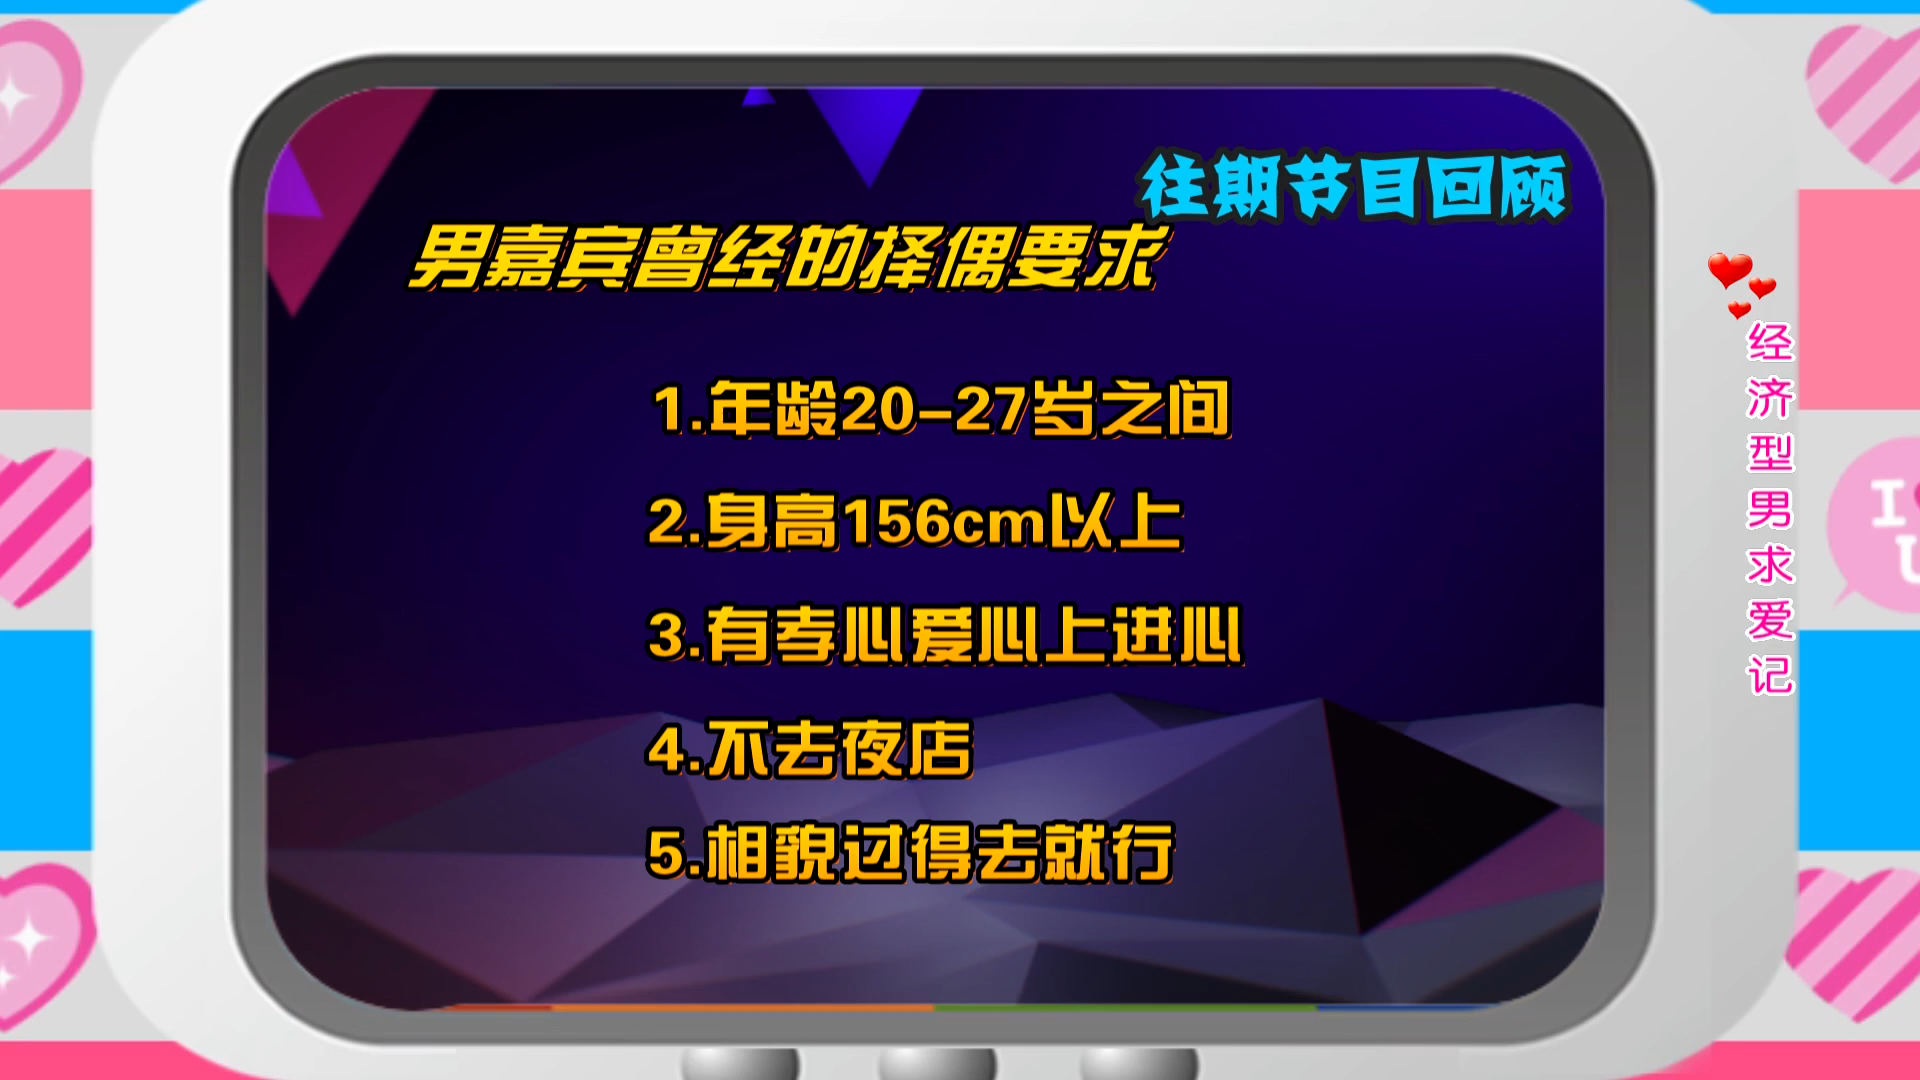 往期节目回顾
男嘉宾曾经的择偶要求
1.年龄20-27岁之间
2.身高156cm以上
3.有孝心爱心上进心
4.不去夜店
5.相貌过得去就行
经济型男求爱记
I
U